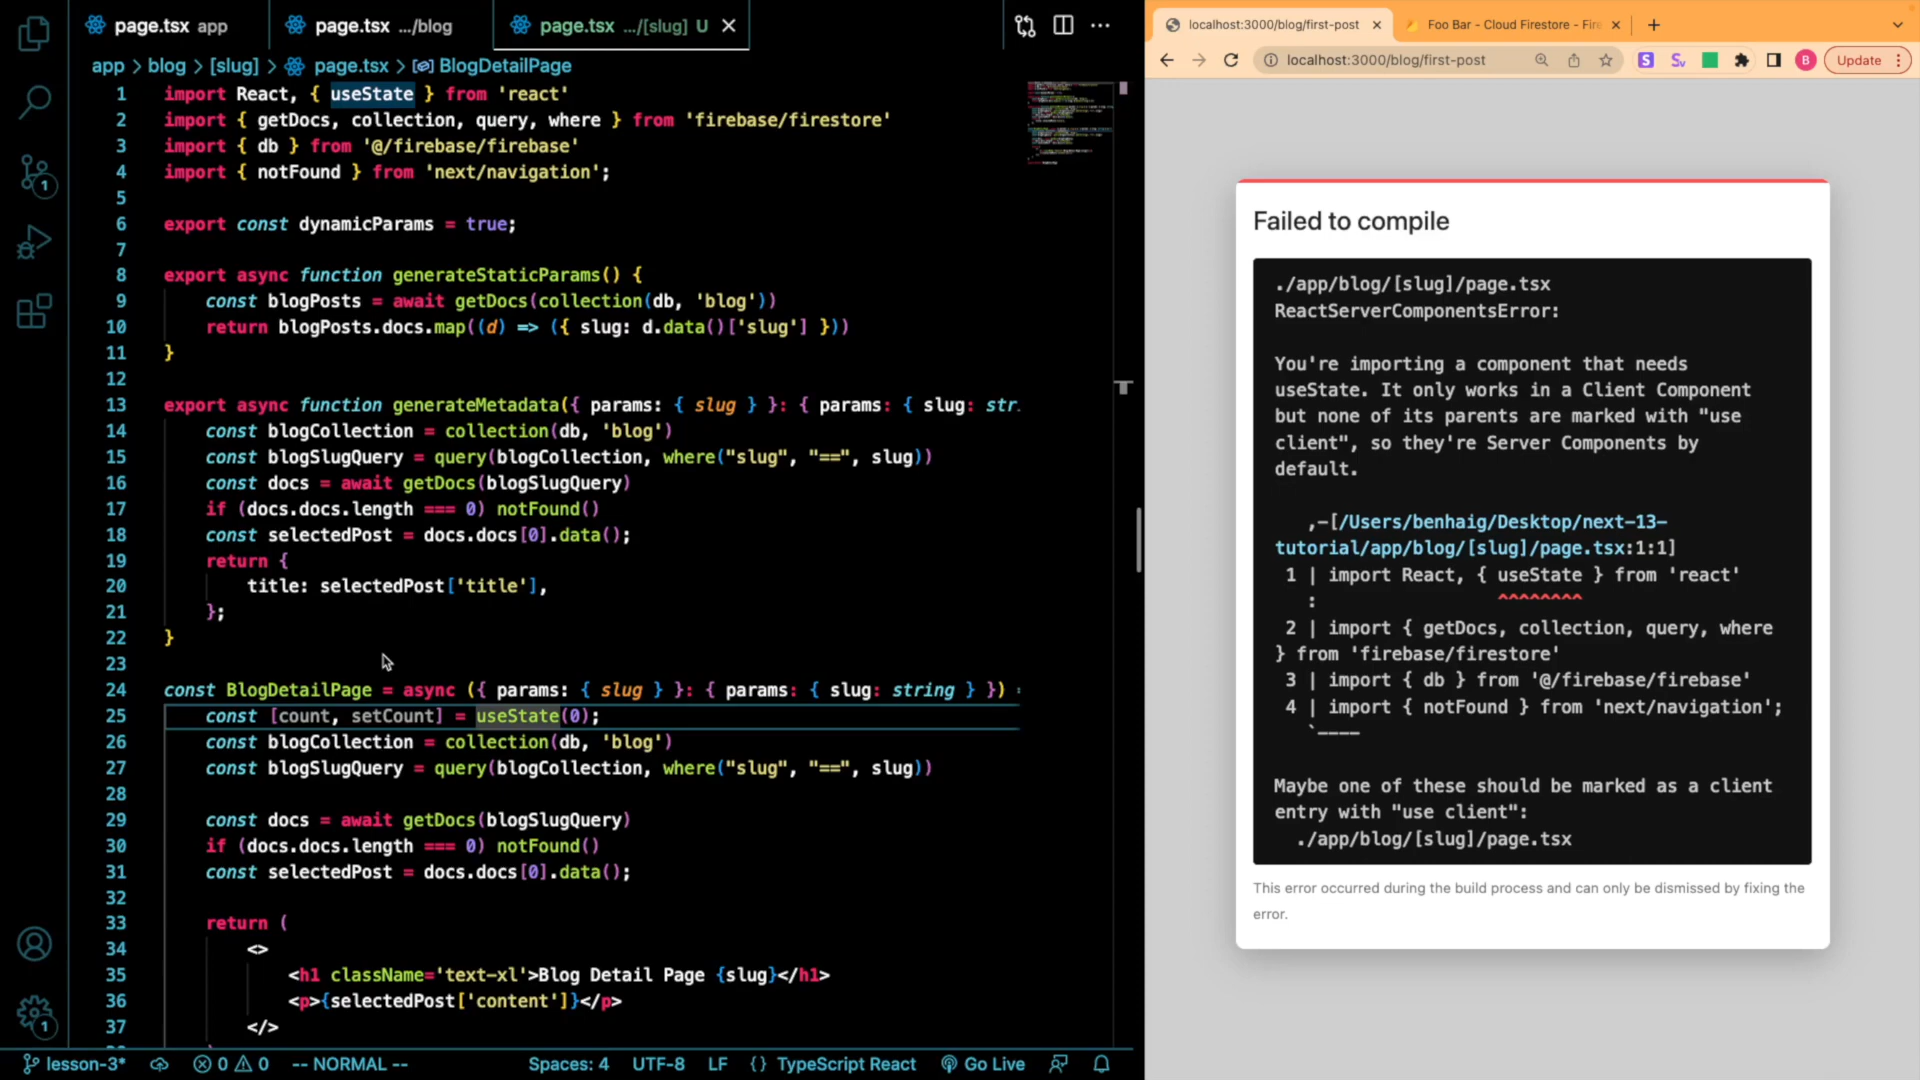 page.tsx app
page.tsx .../blog
page.tsx .../[slug] U
app > blog > [slug] > page.tsx > BlogDetailPage
1 import React, { useState } from 'react'
2 import { getDocs, collection, query, where } from 'firebase/firestore'
3 import { db } from '@/firebase/firebase'
4 import { notFound } from 'next/navigation';
5
6 export const dynamicParams = true;
7
8 export async function generateStaticParams() {
9 const blogPosts = await getDocs(collection(db, 'blog'))
10 return blogPosts.docs.map((d) => ({ slug: d.data()['slug'] }))
11 }
12
13 export async function generateMetadata({ params: { slug } }: { params: { slug: str
14 const blogCollection = collection(db, 'blog')
15 const blogSlugQuery = query(blogCollection, where("slug", "==", slug))
16 const docs = await getDocs(blogSlugQuery)
17 if (docs.docs.length === 0) notFound()
18 const selectedPost = docs.docs[0].data();
19 return {
20 title: selectedPost['title'],
21 };
22 }
23
24 const BlogDetailPage = async ({ params: { slug } }: { params: { slug: string } })
25 const [count, setCount] = useState(0);
26 const blogCollection = collection(db, 'blog')
27 const blogSlugQuery = query(blogCollection, where("slug", "==", slug))
28
29 const docs = await getDocs(blogSlugQuery)
30 if (docs.docs.length === 0) notFound()
31 const selectedPost = docs.docs[0].data();
32
33 return (
34 <>
35 <h1 className='text-xl'>Blog Detail Page {slug}</h1>
36 <p>{selectedPost['content']}</p>
37 </>
1
1
lesson-3* 0 0 -- NORMAL -- Spaces: 4 UTF-8 LF {} TypeScript React Go Live
localhost:3000/blog/first-post
Foo Bar - Cloud Firestore - Fire
localhost:3000/blog/first-post
B
Update
Failed to compile
./app/blog/[slug]/page.tsx
ReactServerComponentsError:
You're importing a component that needs
useState. It only works in a Client Component
but none of its parents are marked with "use
client", so they're Server Components by
default.
,-[/Users/benhaig/Desktop/next-13-
tutorial/app/blog/[slug]/page.tsx:1:1]
1 | import React, { useState } from 'react'
: ^^^^^^^^
2 | import { getDocs, collection, query, where
} from 'firebase/firestore'
3 | import { db } from '@/firebase/firebase'
4 | import { notFound } from 'next/navigation';
`----
Maybe one of these should be marked as a client
entry with "use client":
./app/blog/[slug]/page.tsx
This error occurred during the build process and can only be dismissed by fixing the
error.